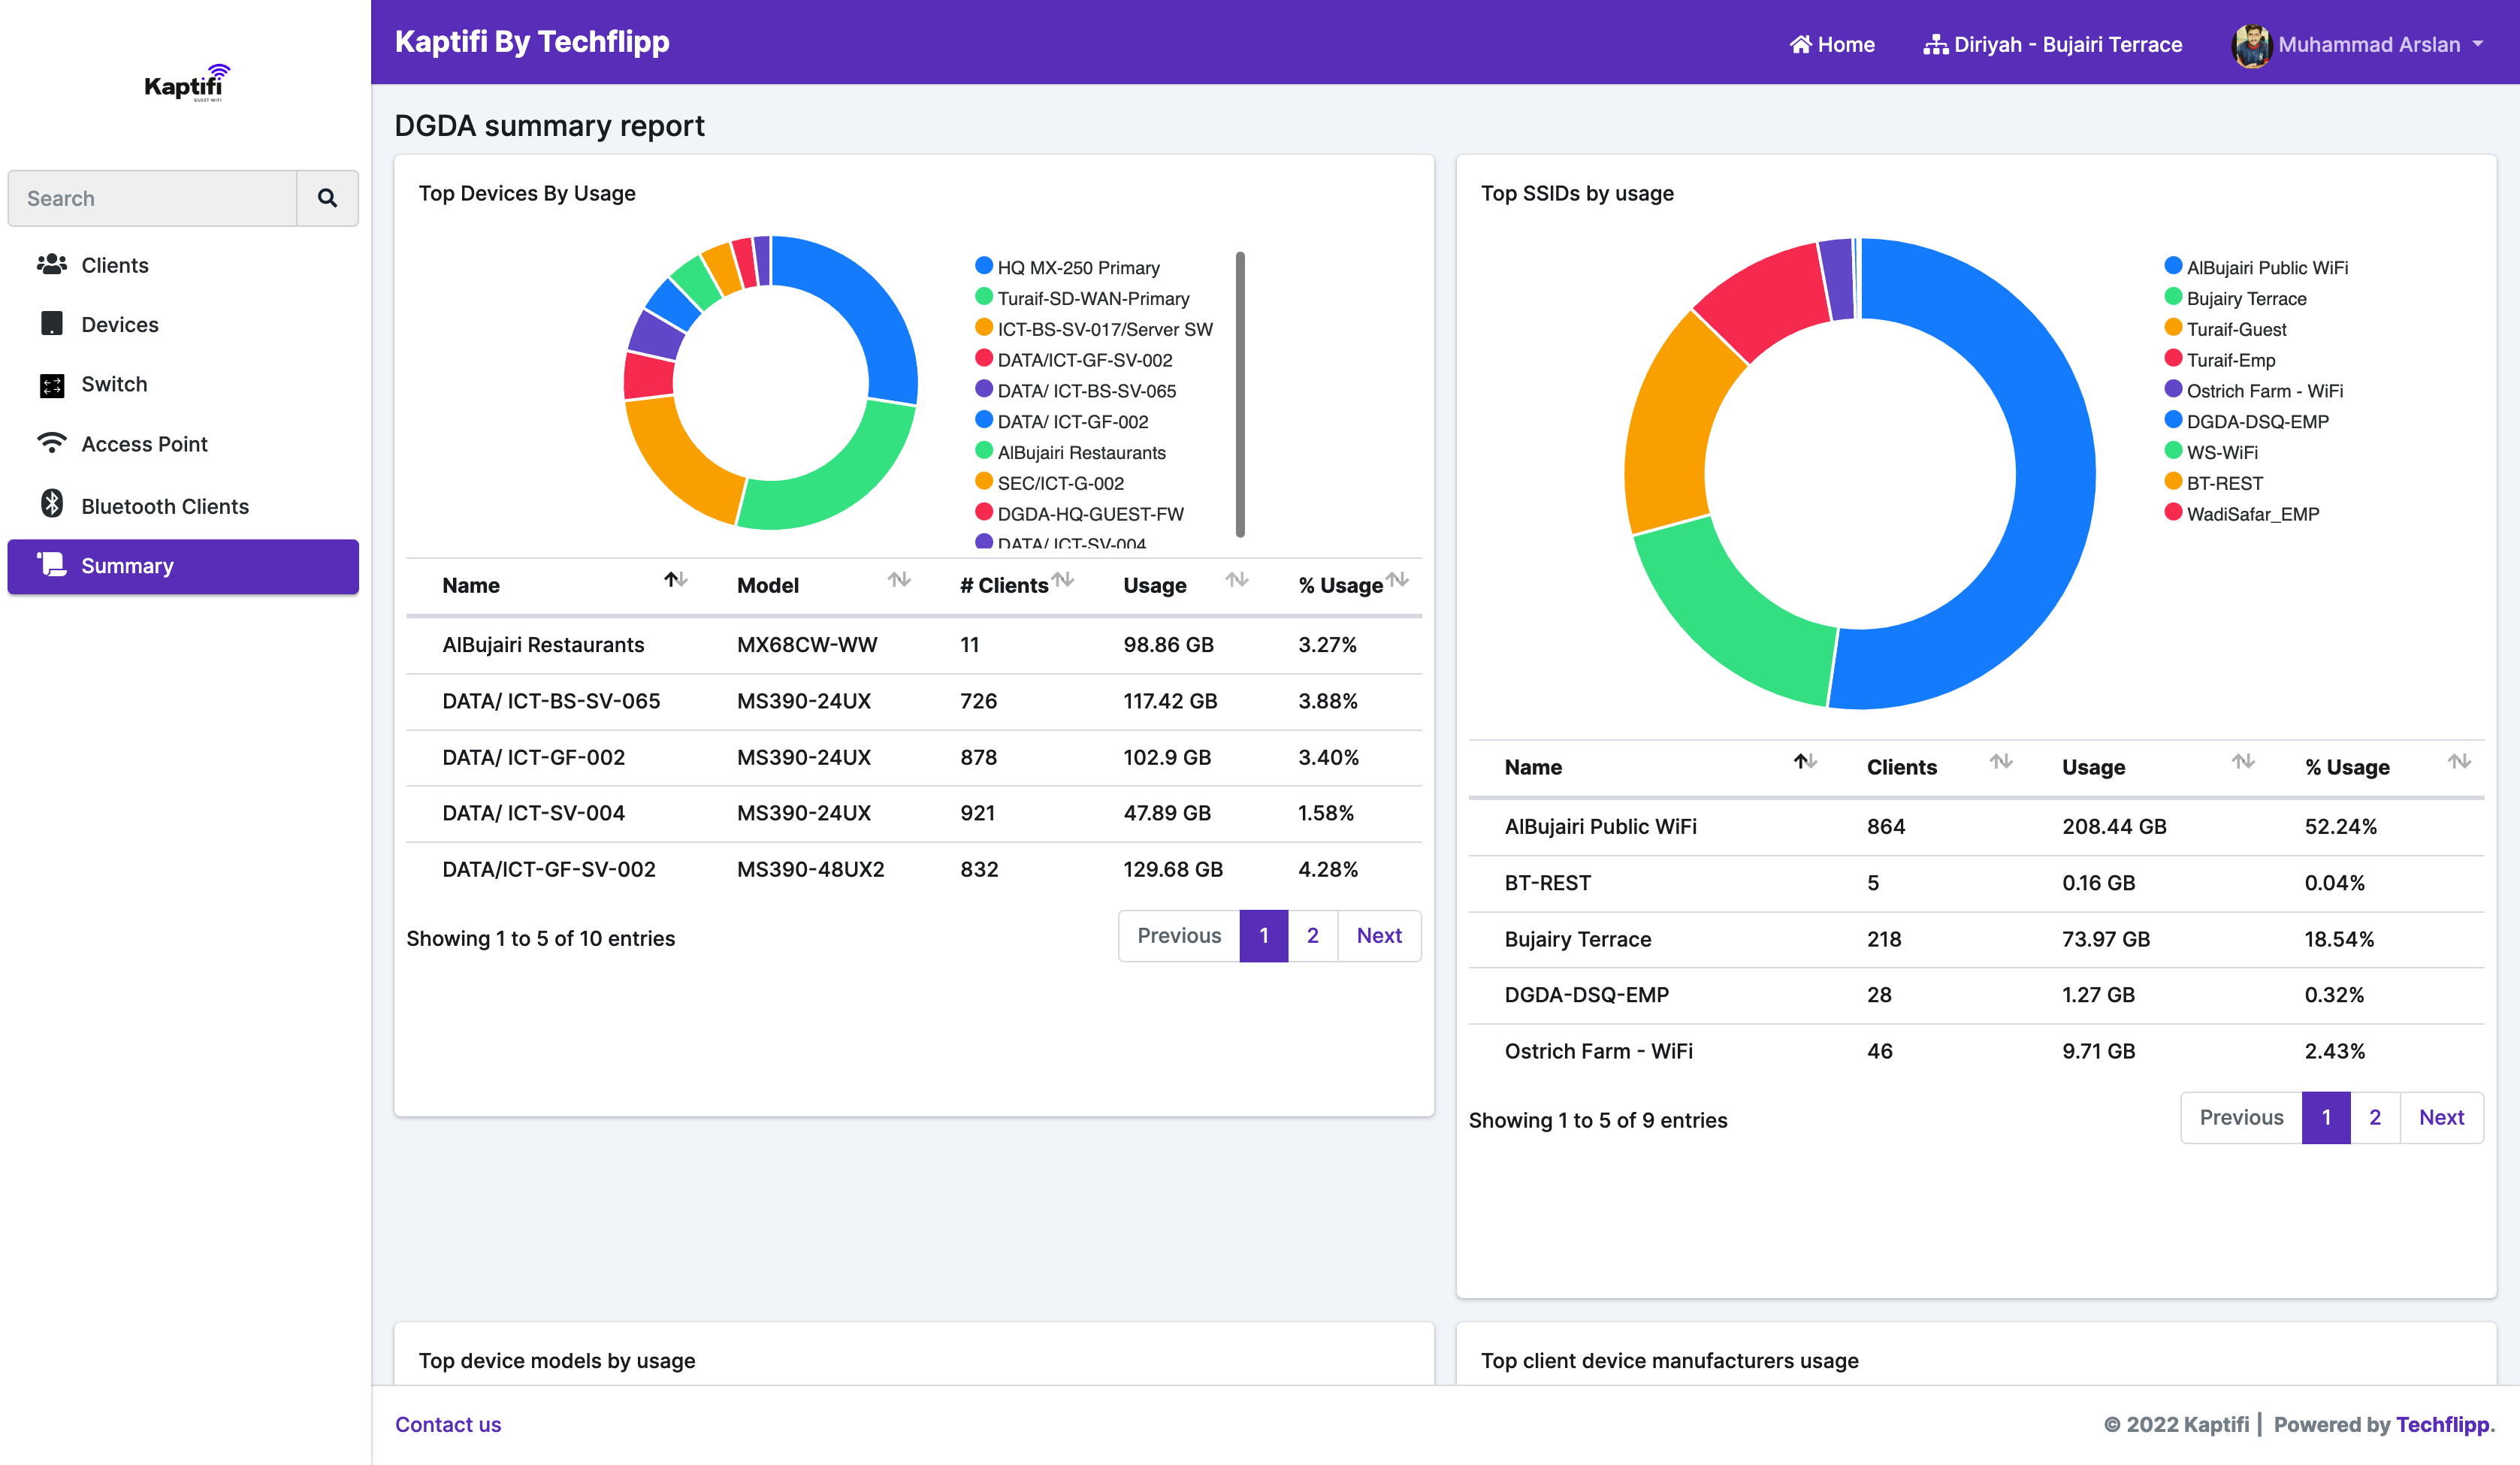 Kaptifi
GUEST WIFI
Search
Clients
Devices
Switch
Access Point
Bluetooth Clients
Summary
Kaptifi By Techflipp
Home
Diriyah - Bujairi Terrace
Muhammad Arslan
DGDA summary report
Top Devices By Usage
HQ MX-250 Primary
Turaif-SD-WAN-Primary
ICT-BS-SV-017/Server SW
DATA/ICT-GF-SV-002
DATA/ ICT-BS-SV-065
DATA/ ICT-GF-002
AlBujairi Restaurants
SEC/ICT-G-002
DGDA-HQ-GUEST-FW
DATA/ ICT-SV-004
Name Model # Clients Usage % Usage
AlBujairi Restaurants MX68CW-WW 11 98.86 GB 3.27%
DATA/ ICT-BS-SV-065 MS390-24UX 726 117.42 GB 3.88%
DATA/ ICT-GF-002 MS390-24UX 878 102.9 GB 3.40%
DATA/ ICT-SV-004 MS390-24UX 921 47.89 GB 1.58%
DATA/ICT-GF-SV-002 MS390-48UX2 832 129.68 GB 4.28%
Showing 1 to 5 of 10 entries
Previous 1 2 Next
Top SSIDs by usage
AlBujairi Public WiFi
Bujairy Terrace
Turaif-Guest
Turaif-Emp
Ostrich Farm - WiFi
DGDA-DSQ-EMP
WS-WiFi
BT-REST
WadiSafar_EMP
Name Clients Usage % Usage
AlBujairi Public WiFi 864 208.44 GB 52.24%
BT-REST 5 0.16 GB 0.04%
Bujairy Terrace 218 73.97 GB 18.54%
DGDA-DSQ-EMP 28 1.27 GB 0.32%
Ostrich Farm - WiFi 46 9.71 GB 2.43%
Showing 1 to 5 of 9 entries
Previous 1 2 Next
Top device models by usage
Top client device manufacturers usage
Contact us
© 2022 Kaptifi | Powered by Techflipp.